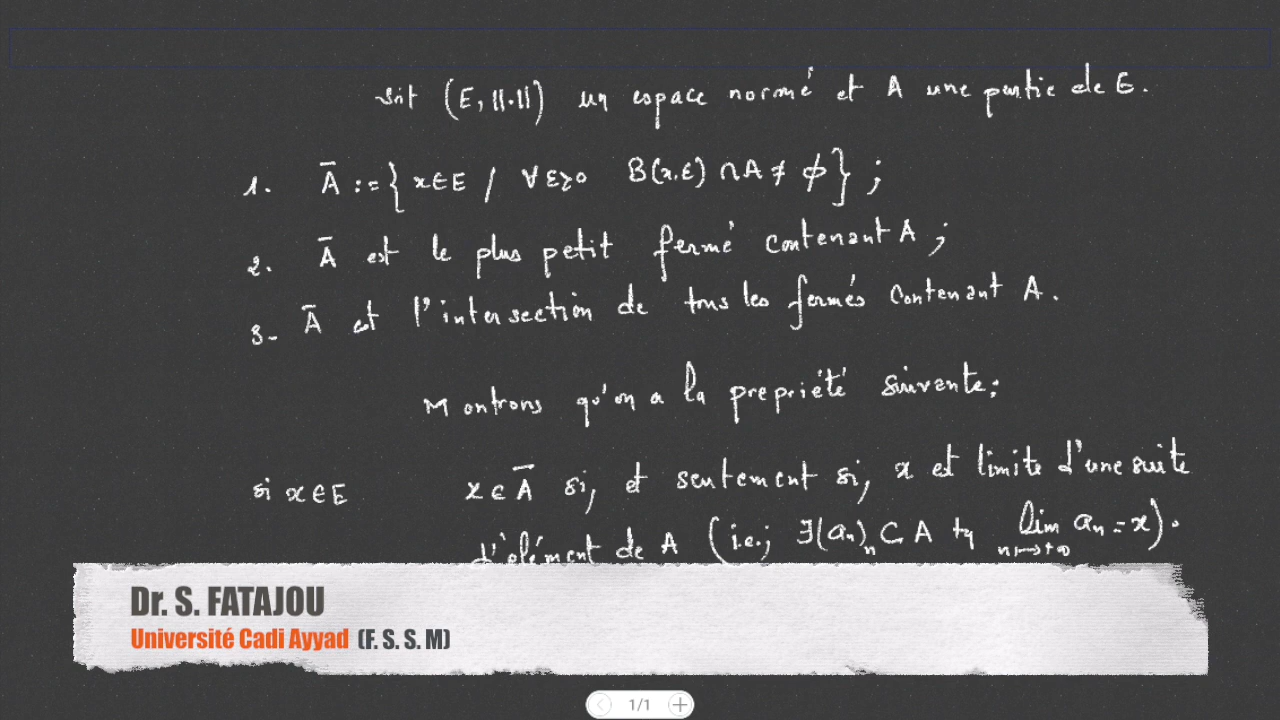 soit (E, ||.||) un espace normé et A une partie de E.
1. Ā := { x ∈ E / ∀ ε > 0 B(x,ε) ∩ A ≠ ∅ } ;
2. Ā est le plus petit fermé contenant A ;
3- Ā est l'intersection de tous les fermés contenant A.
Montrons qu'on a la propriété suivante :
si x ∈ E x ∈ Ā si, et seulement si, x est limite d'une suite
d'élément de A (i.e.; ∃(aₙ)ₙ ⊂ A tq lim aₙ = x).
n→+∞
Dr. S. FATAJOU
Université Cadi Ayyad (F. S. S. M)
1/1